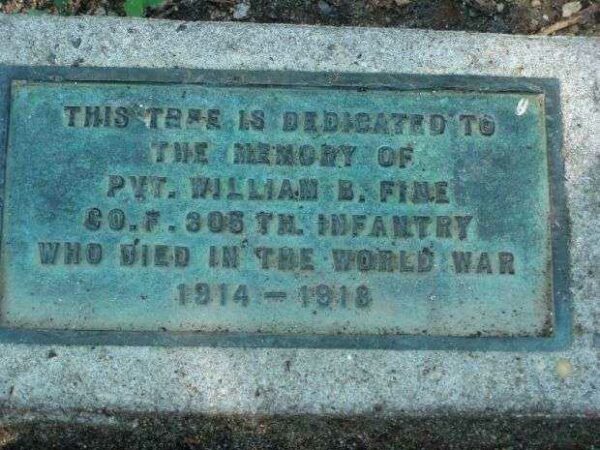 THIS TREE IS DEDICATED TO
THE MEMORY OF
PVT. WILLIAM B. FINE
CO. F. 305 TH. INFANTRY
WHO DIED IN THE WORLD WAR
1914 - 1918